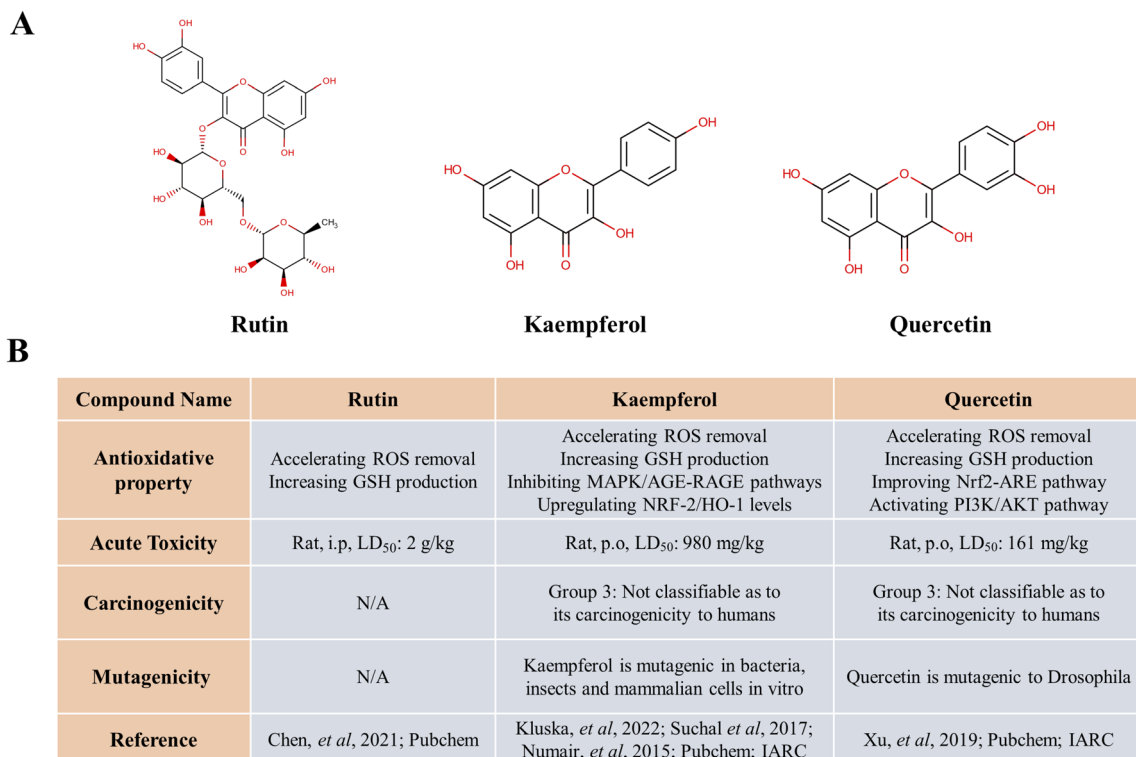 A
OH
HO
O
OH
O
O
OH
HO
O
HO
OH
O
O
CH₃
HO
OH
OH
Rutin
OH
HO
O
OH
OH
O
Kaempferol
OH
OH
HO
O
OH
OH
O
Quercetin
B
Compound Name
Rutin
Kaempferol
Quercetin
Antioxidative
property
Accelerating ROS removal
Increasing GSH production
Accelerating ROS removal
Increasing GSH production
Inhibiting MAPK/AGE-RAGE pathways
Upregulating NRF-2/HO-1 levels
Accelerating ROS removal
Increasing GSH production
Improving Nrf2-ARE pathway
Activating PI3K/AKT pathway
Acute Toxicity
Rat, i.p, LD₅₀: 2 g/kg
Rat, p.o, LD₅₀: 980 mg/kg
Rat, p.o, LD₅₀: 161 mg/kg
Carcinogenicity
N/A
Group 3: Not classifiable as to
its carcinogenicity to humans
Group 3: Not classifiable as to
its carcinogenicity to humans
Mutagenicity
N/A
Kaempferol is mutagenic in bacteria,
insects and mammalian cells in vitro
Quercetin is mutagenic to Drosophila
Reference
Chen, et al, 2021; Pubchem
Kluska, et al, 2022; Suchal et al, 2017;
Numair, et al, 2015; Pubchem; IARC
Xu, et al, 2019; Pubchem; IARC